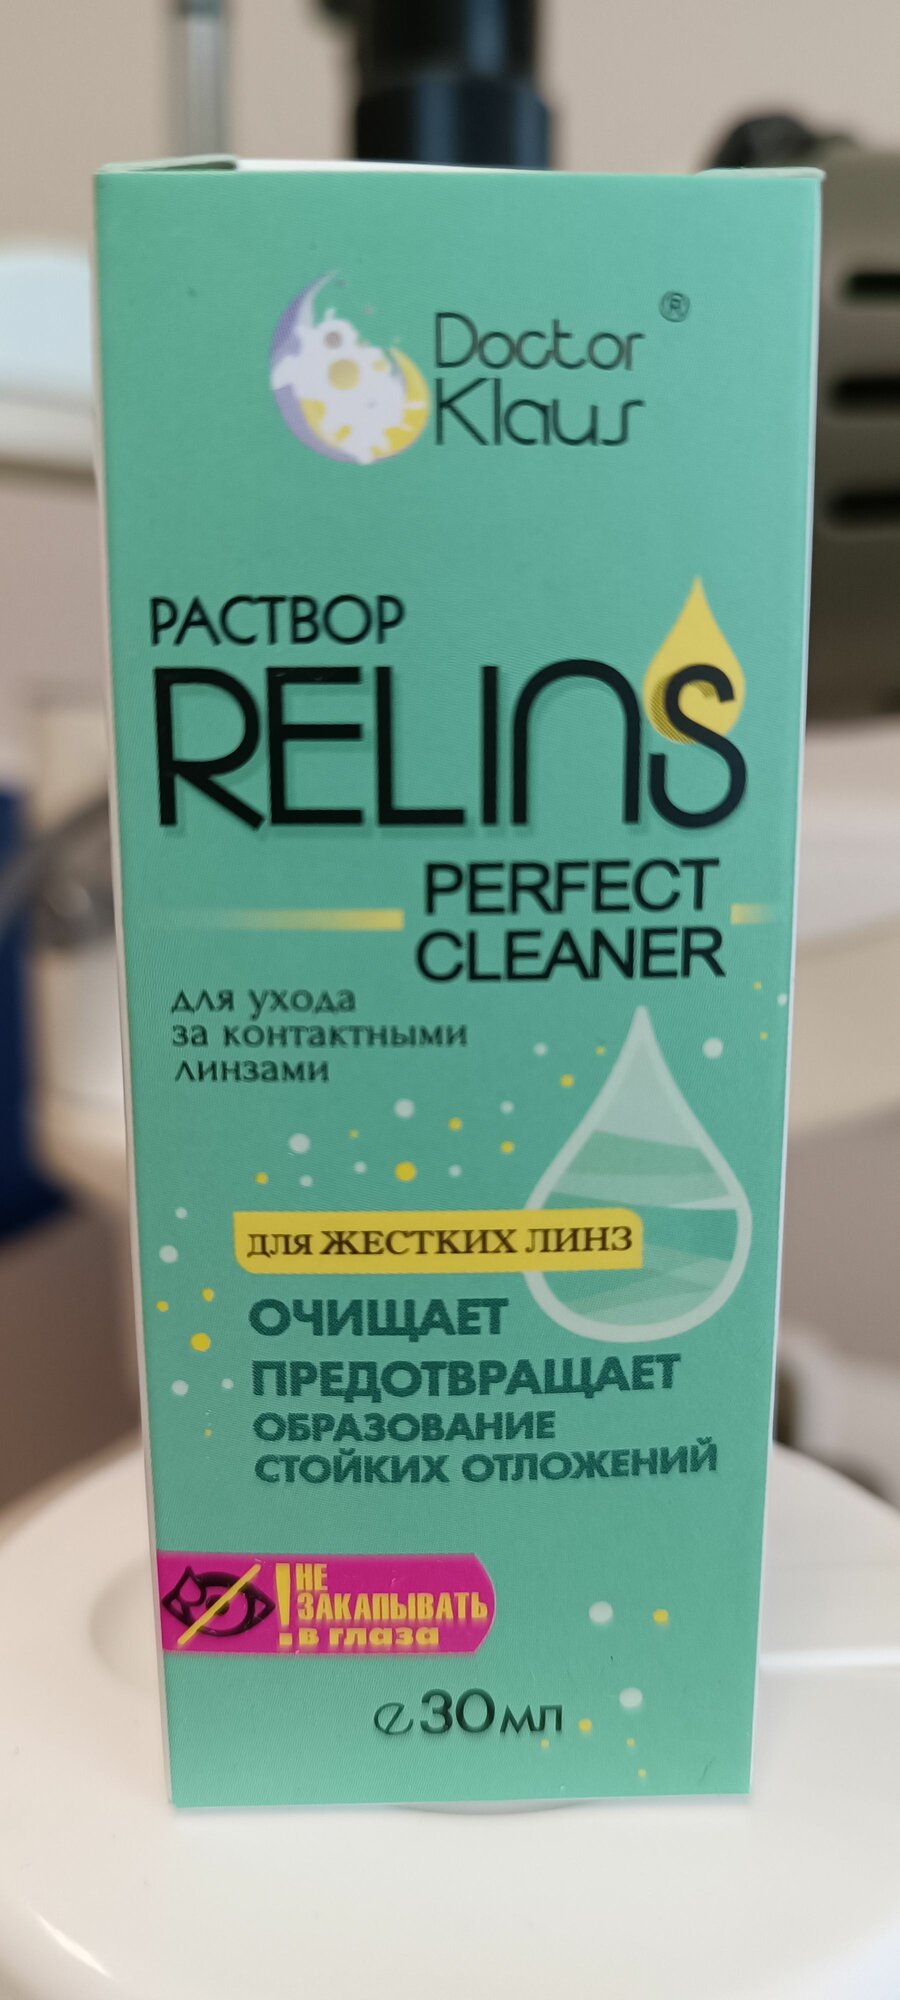 Doctor ®
Klaus
РАСТВОР
RELINS
PERFECT
CLEANER
для ухода
за контактными
линзами
для ЖЕСТКИХ ЛИНЗ
ОЧИЩАЕТ
ПРЕДОТВРАЩАЕТ
ОБРАЗОВАНИЕ
СТОЙКИХ ОТЛОЖЕНИЙ
! НЕ
ЗАКАПЫВАТЬ
в глаза
℮30мл